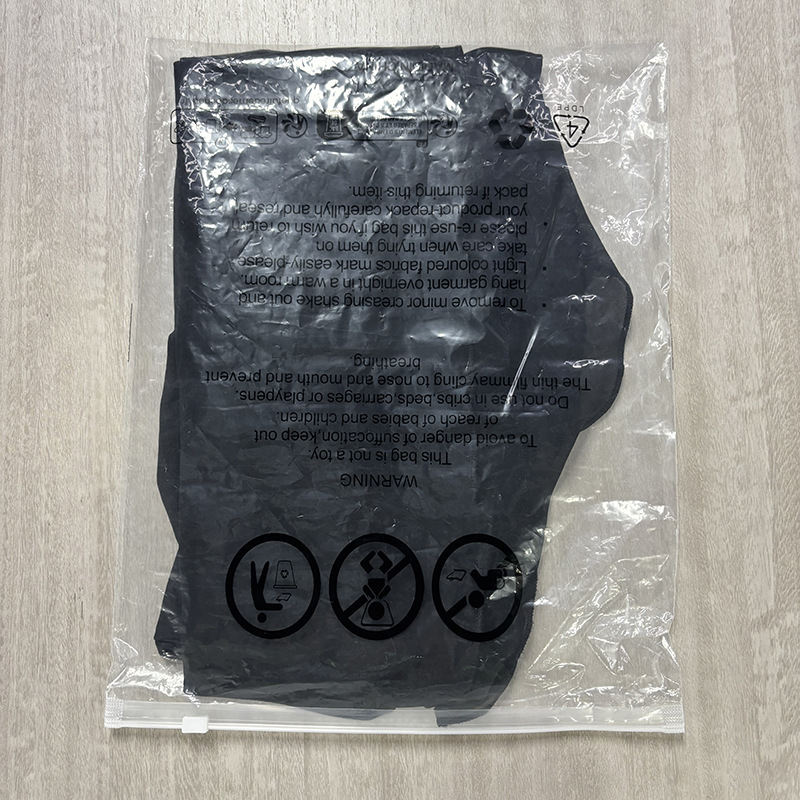 WARNING
This bag is not a toy.
To avoid danger of suffocation,keep out
of reach of babies and children.
Do not use in cribs,beds,carriages or playpens.
The thin film may cling to nose and mouth and prevent
breathing.
• To remove minor creasing shake out and
hang garment overnight in a warm room.
• Light coloured fabrics mark easily-please
take care when trying them on
• please re-use this bag if you wish to return
your product-repack carefullyh and reseal
pack if returning this item.
4
LDPE